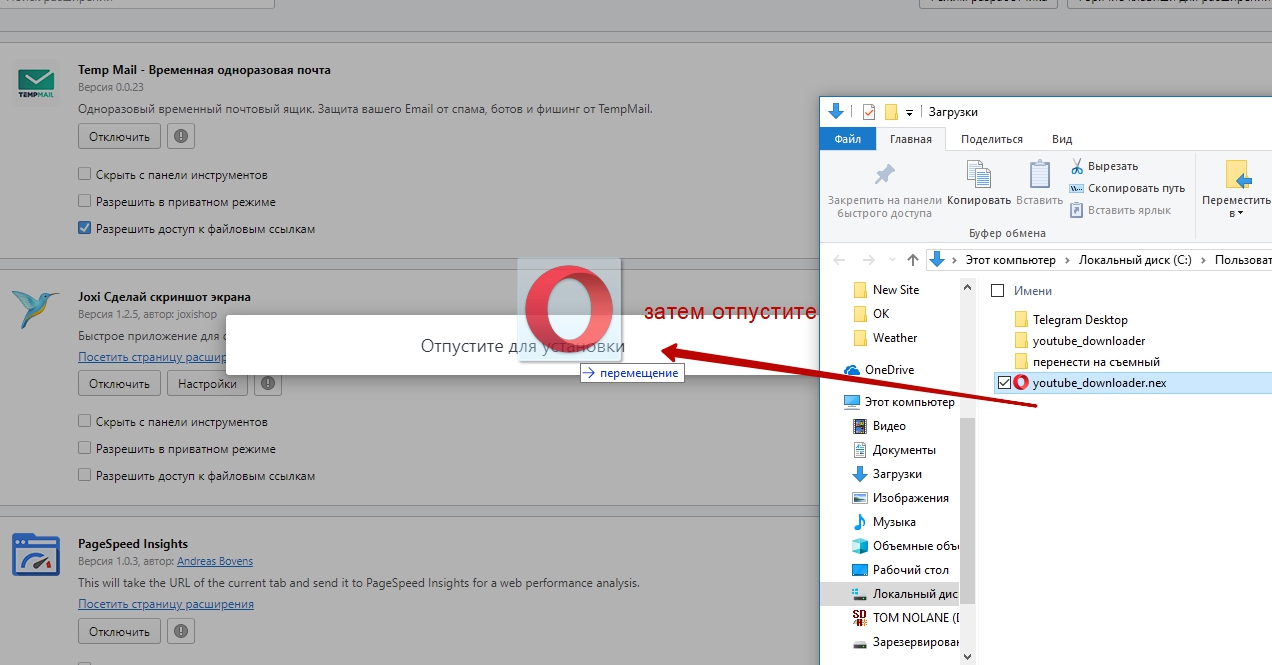 Temp Mail - Временная одноразовая почта
Версия 0.0.23
Одноразовый временный почтовый ящик. Защита вашего Email от спама, ботов и фишинг от TempMail.
TEMPMAIL
Отключить
Скрыть с панели инструментов
Разрешить в приватном режиме
Разрешить доступ к файловым ссылкам
Joxi Сделай скриншот экрана
Версия 1.2.5, автор: joxishop
Быстрое приложение для
Посетить страницу
Отключить
Настройки
Скрыть с панели инструментов
Разрешить в приватном режиме
Разрешить доступ к файловым ссылкам
Отпустите для установки
перемещение
затем отпустите
PageSpeed Insights
Версия 1.0.3, автор: Andreas Bovens
This will take the URL of the current tab and send it to PageSpeed Insights for a web performance analysis.
Посетить страницу расширения
Отключить
Загрузки
Файл
Главная
Поделиться
Вид
Закрепить на панели
быстрого доступа
Копировать
Вставить
Вырезать
Скопировать путь
Вставить ярлык
Переместить
в
Буфер обмена
Этот компьютер
Локальный диск (C:)
Пользоват
New Site
OK
Weather
OneDrive
Этот компьютер
Видео
Документы
Загрузки
Изображения
Музыка
Объемные объ
Рабочий стол
Локальный дис
TOM NOLANE (D
Зарезервирован
Имени
Telegram Desktop
youtube_downloader
перенести на съемный
youtube_downloader.nex